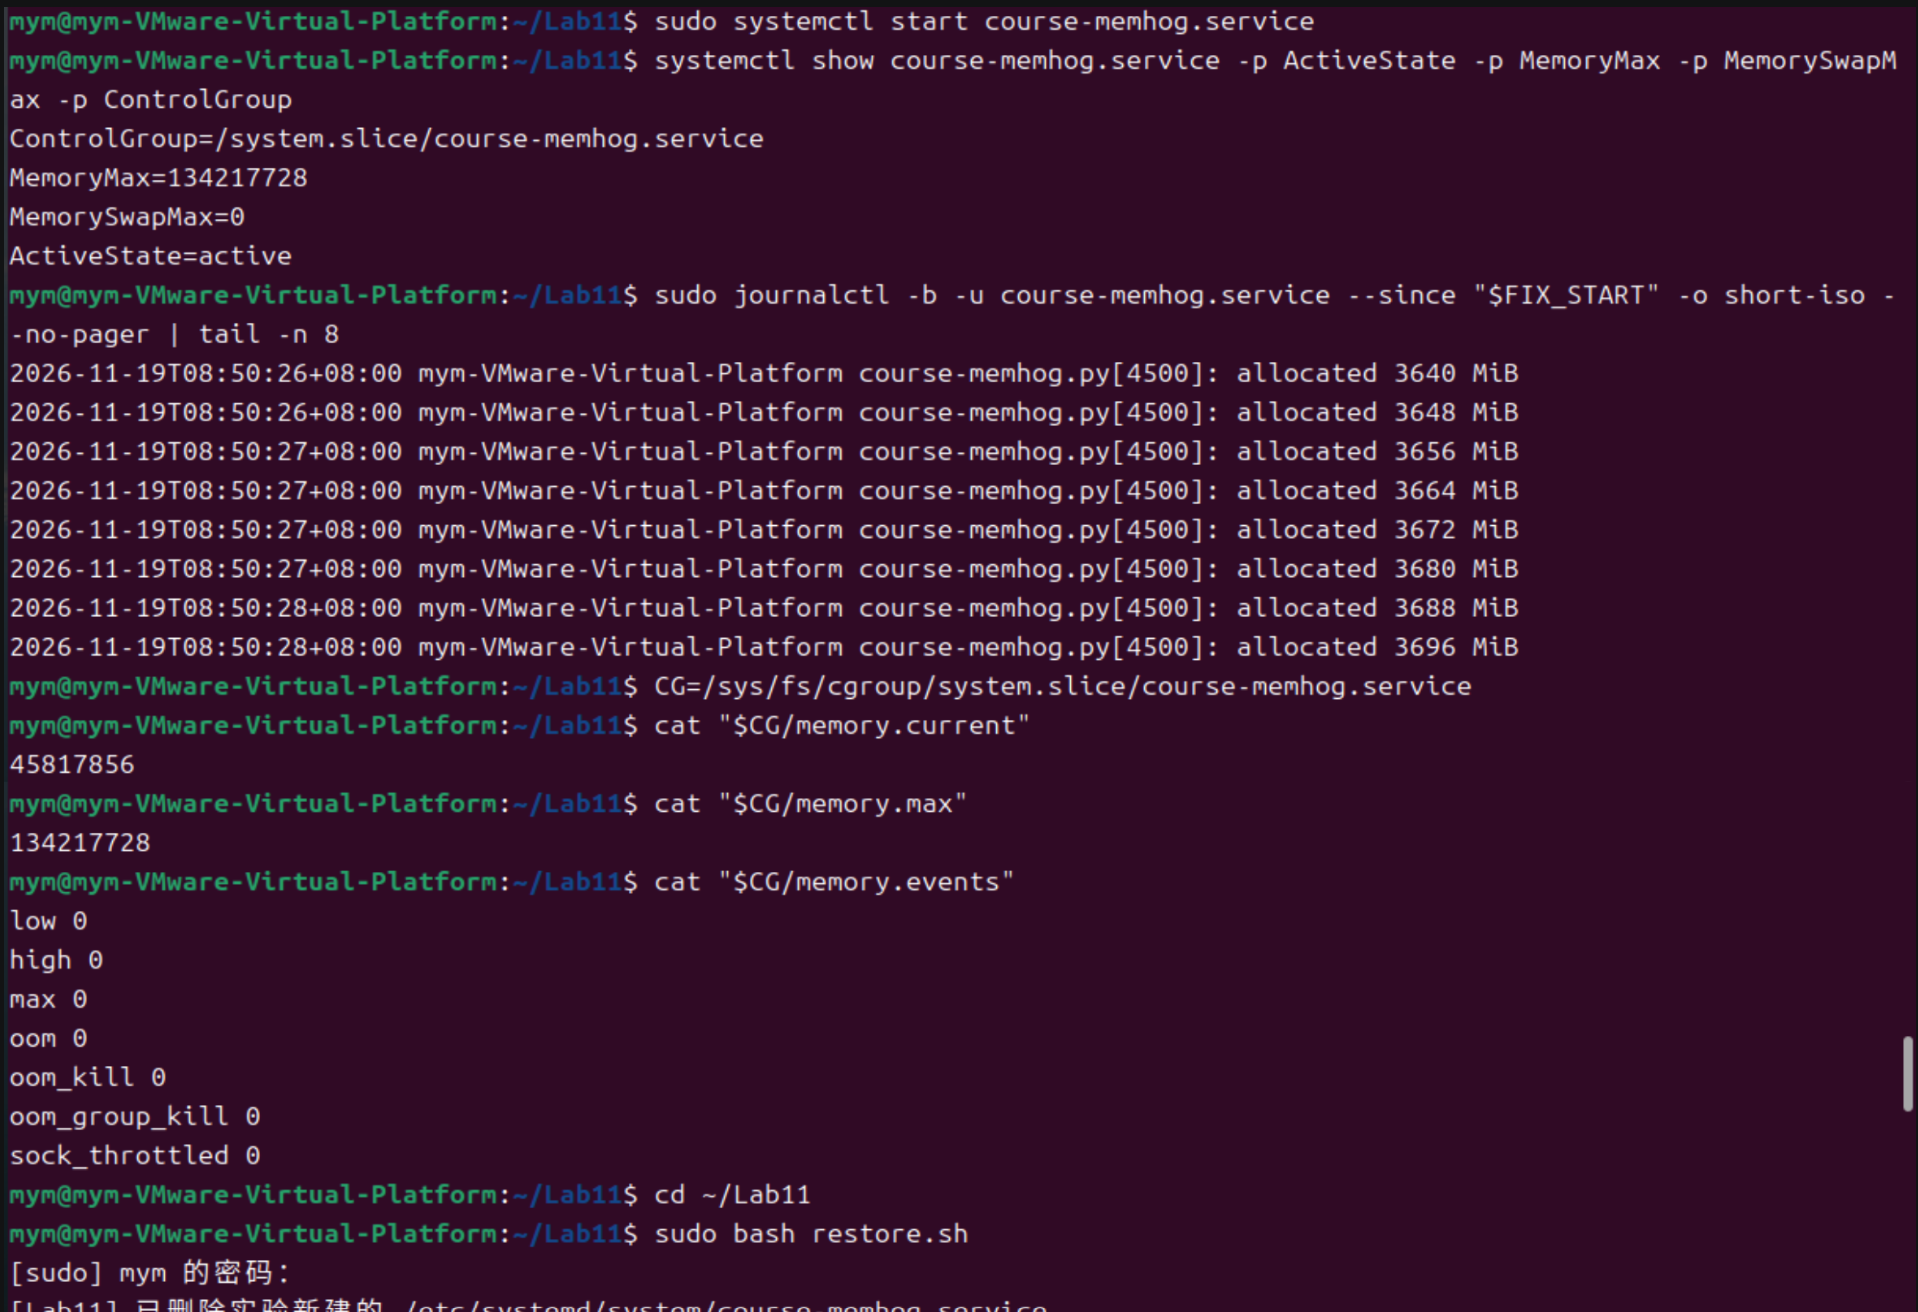 mym@mym-VMware-Virtual-Platform:~/Lab11$ sudo systemctl start course-memhog.service
mym@mym-VMware-Virtual-Platform:~/Lab11$ systemctl show course-memhog.service -p ActiveState -p MemoryMax -p MemorySwapM
ax -p ControlGroup
ControlGroup=/system.slice/course-memhog.service
MemoryMax=134217728
MemorySwapMax=0
ActiveState=active
mym@mym-VMware-Virtual-Platform:~/Lab11$ sudo journalctl -b -u course-memhog.service --since "$FIX_START" -o short-iso -
-no-pager | tail -n 8
2026-11-19T08:50:26+08:00 mym-VMware-Virtual-Platform course-memhog.py[4500]: allocated 3640 MiB
2026-11-19T08:50:26+08:00 mym-VMware-Virtual-Platform course-memhog.py[4500]: allocated 3648 MiB
2026-11-19T08:50:27+08:00 mym-VMware-Virtual-Platform course-memhog.py[4500]: allocated 3656 MiB
2026-11-19T08:50:27+08:00 mym-VMware-Virtual-Platform course-memhog.py[4500]: allocated 3664 MiB
2026-11-19T08:50:27+08:00 mym-VMware-Virtual-Platform course-memhog.py[4500]: allocated 3672 MiB
2026-11-19T08:50:27+08:00 mym-VMware-Virtual-Platform course-memhog.py[4500]: allocated 3680 MiB
2026-11-19T08:50:28+08:00 mym-VMware-Virtual-Platform course-memhog.py[4500]: allocated 3688 MiB
2026-11-19T08:50:28+08:00 mym-VMware-Virtual-Platform course-memhog.py[4500]: allocated 3696 MiB
mym@mym-VMware-Virtual-Platform:~/Lab11$ CG=/sys/fs/cgroup/system.slice/course-memhog.service
mym@mym-VMware-Virtual-Platform:~/Lab11$ cat "$CG/memory.current"
45817856
mym@mym-VMware-Virtual-Platform:~/Lab11$ cat "$CG/memory.max"
134217728
mym@mym-VMware-Virtual-Platform:~/Lab11$ cat "$CG/memory.events"
low 0
high 0
max 0
oom 0
oom_kill 0
oom_group_kill 0
sock_throttled 0
mym@mym-VMware-Virtual-Platform:~/Lab11$ cd ~/Lab11
mym@mym-VMware-Virtual-Platform:~/Lab11$ sudo bash restore.sh
[sudo] mym 的密码：
[Lab11] 已删除实验新建的 /etc/systemd/system/course-memhog.service